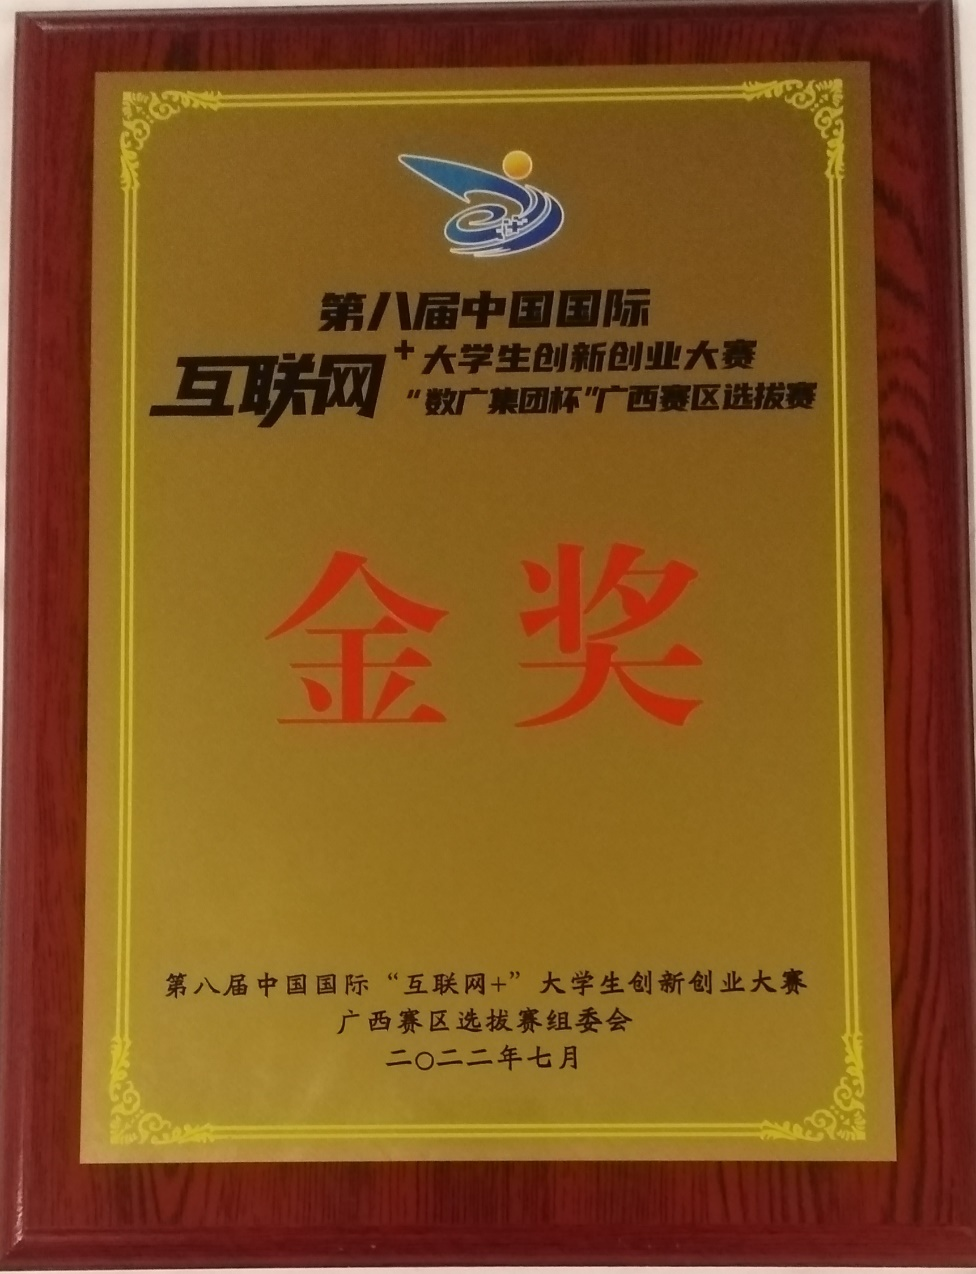 第八届中国国际
互联网+大学生创新创业大赛
“数广集团杯”广西赛区选拔赛
金奖
第八届中国国际“互联网+”大学生创新创业大赛
广西赛区选拔赛组委会
二〇二二年七月